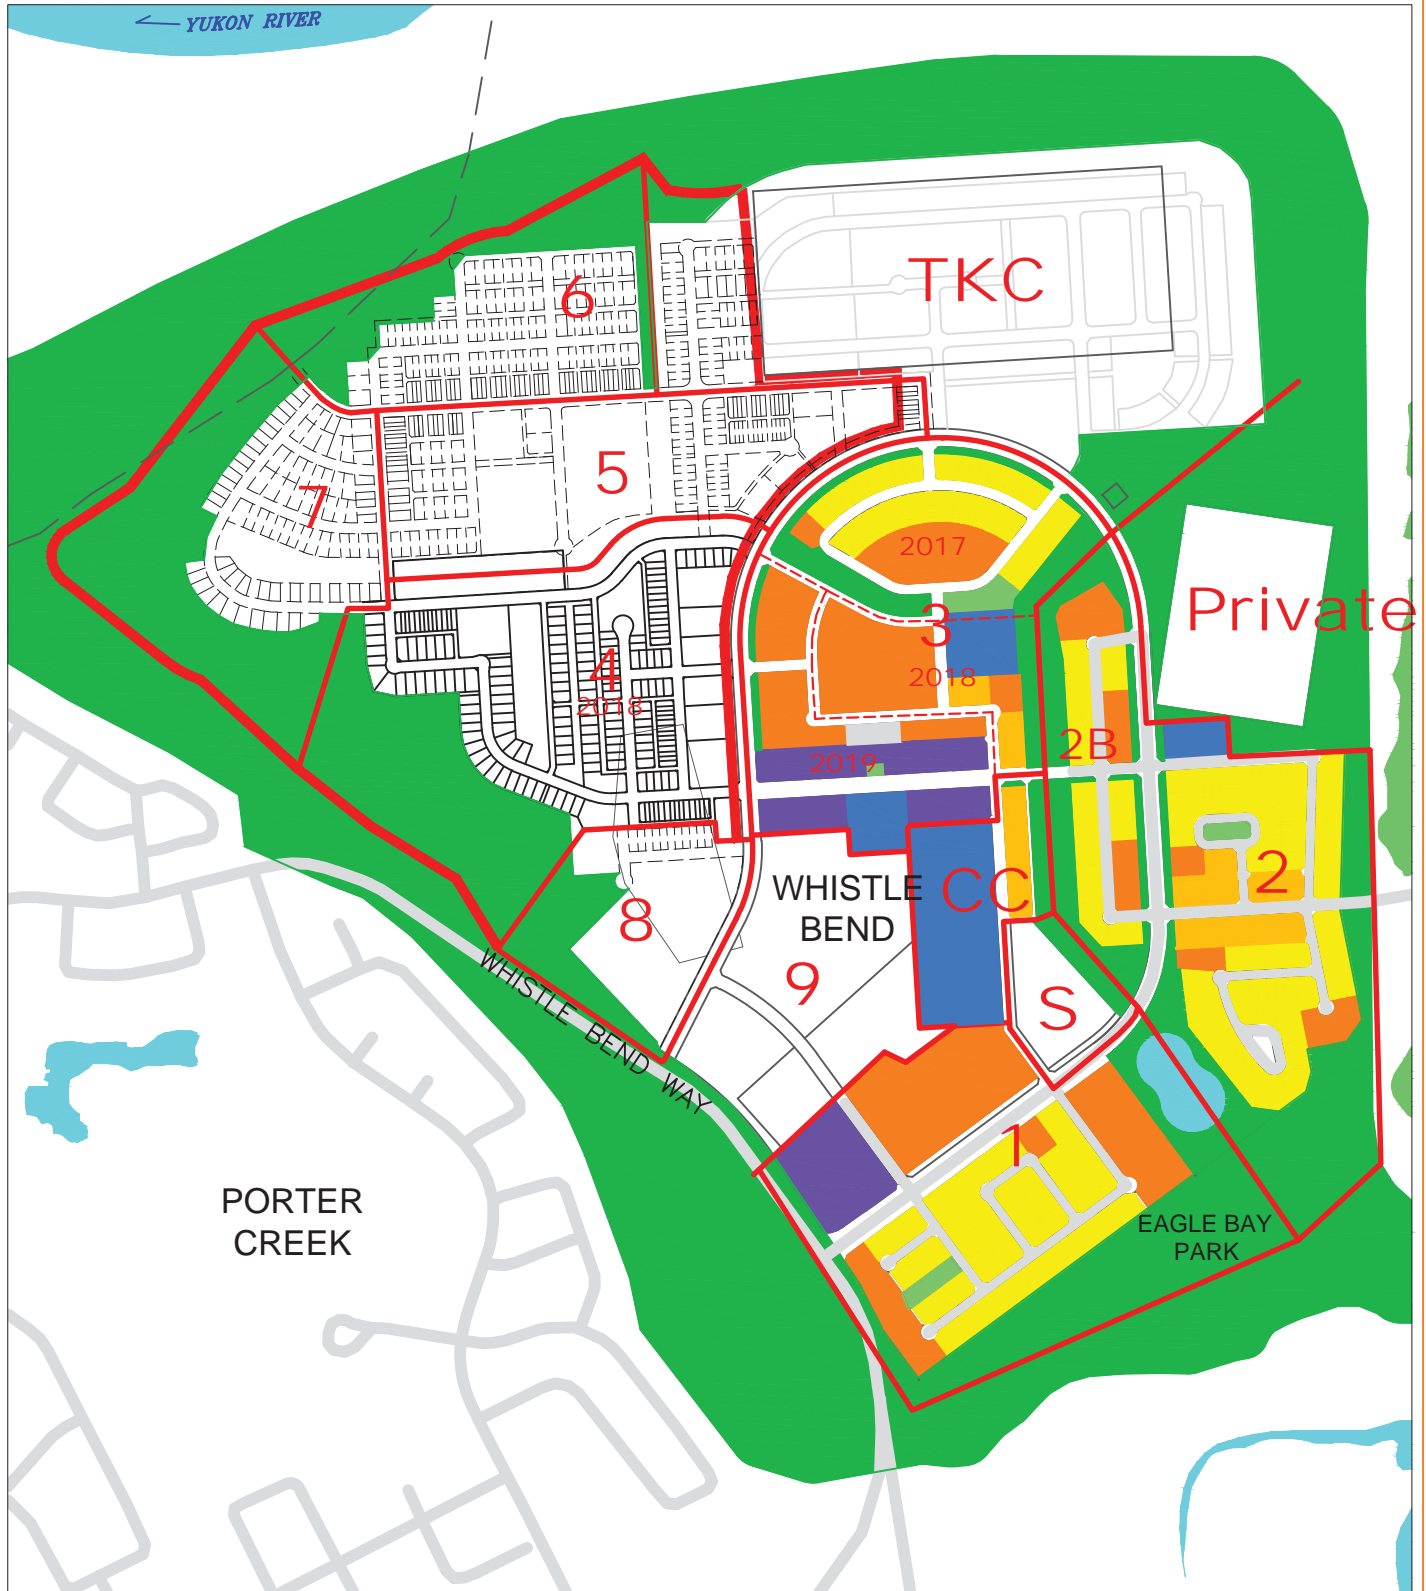 YUKON RIVER
TKC
6
5
7
2017
Private
3
4
2018
2018
2B
2019
2
WHISTLE
BEND
CC
8
9
S
WHISTLE BEND WAY
1
PORTER
CREEK
EAGLE BAY
PARK